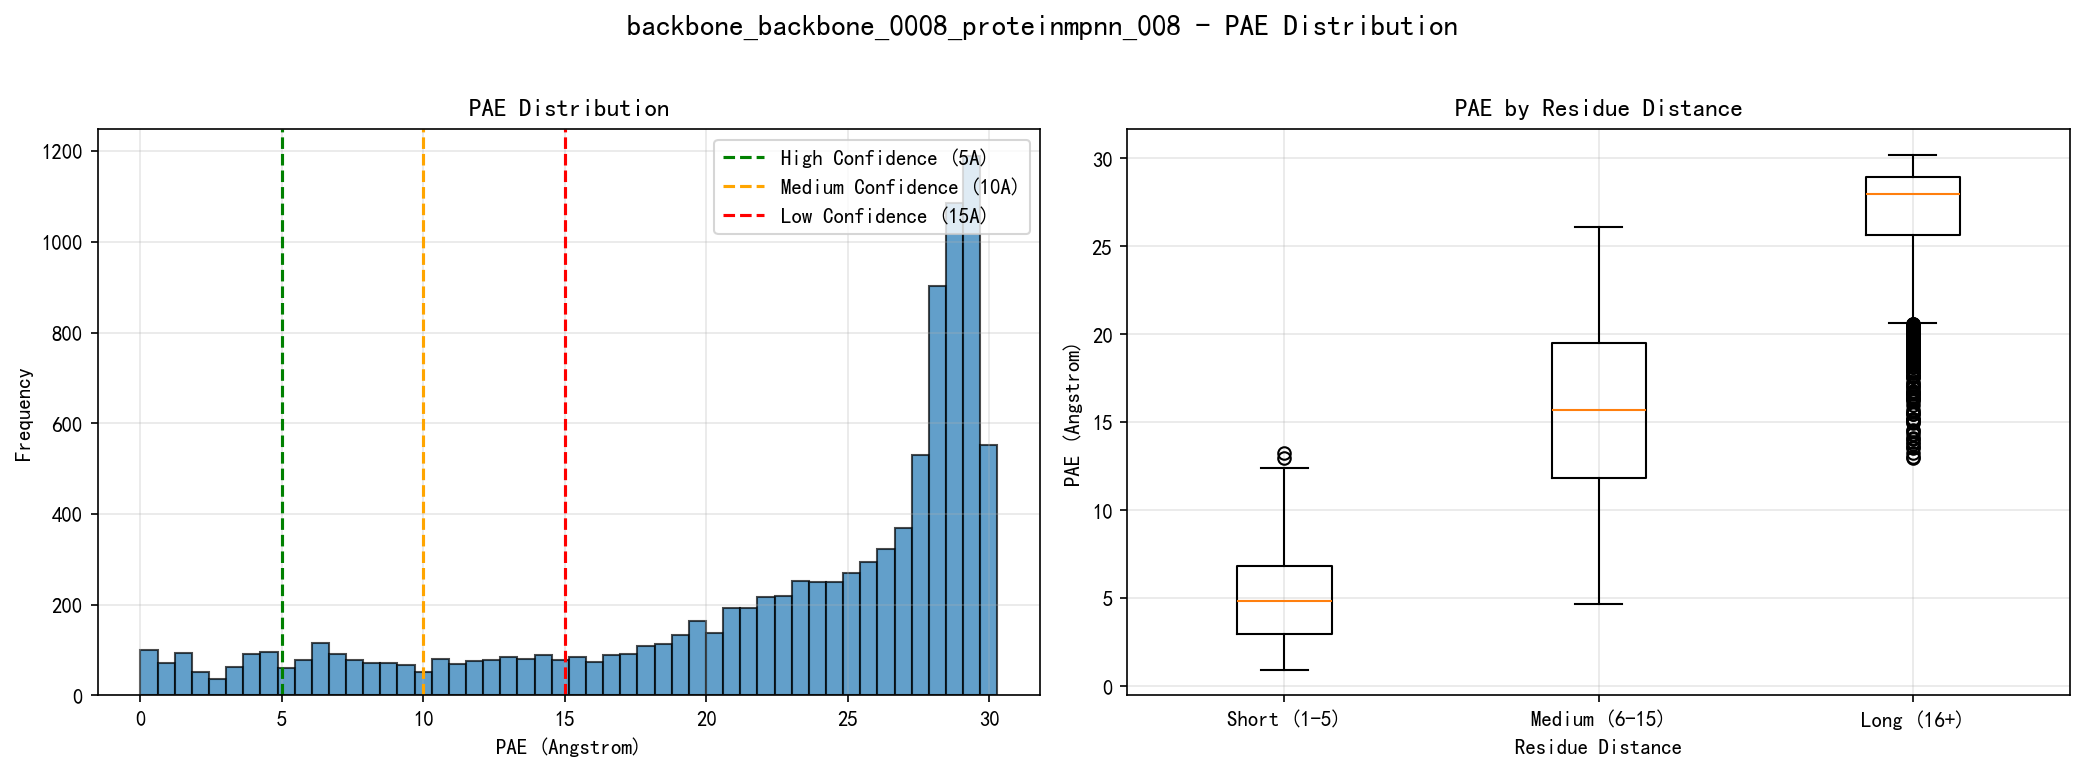 backbone_backbone_0008_proteinmpnn_008 - PAE Distribution
PAE Distribution
1200
1000
800
600
400
200
0
Frequency
High Confidence (5A)
Medium Confidence (10A)
Low Confidence (15A)
0 5 10 15 20 25 30
PAE (Angstrom)
PAE by Residue Distance
30
25
20
15
10
5
0
PAE (Angstrom)
Short (1-5) Medium (6-15) Long (16+)
Residue Distance